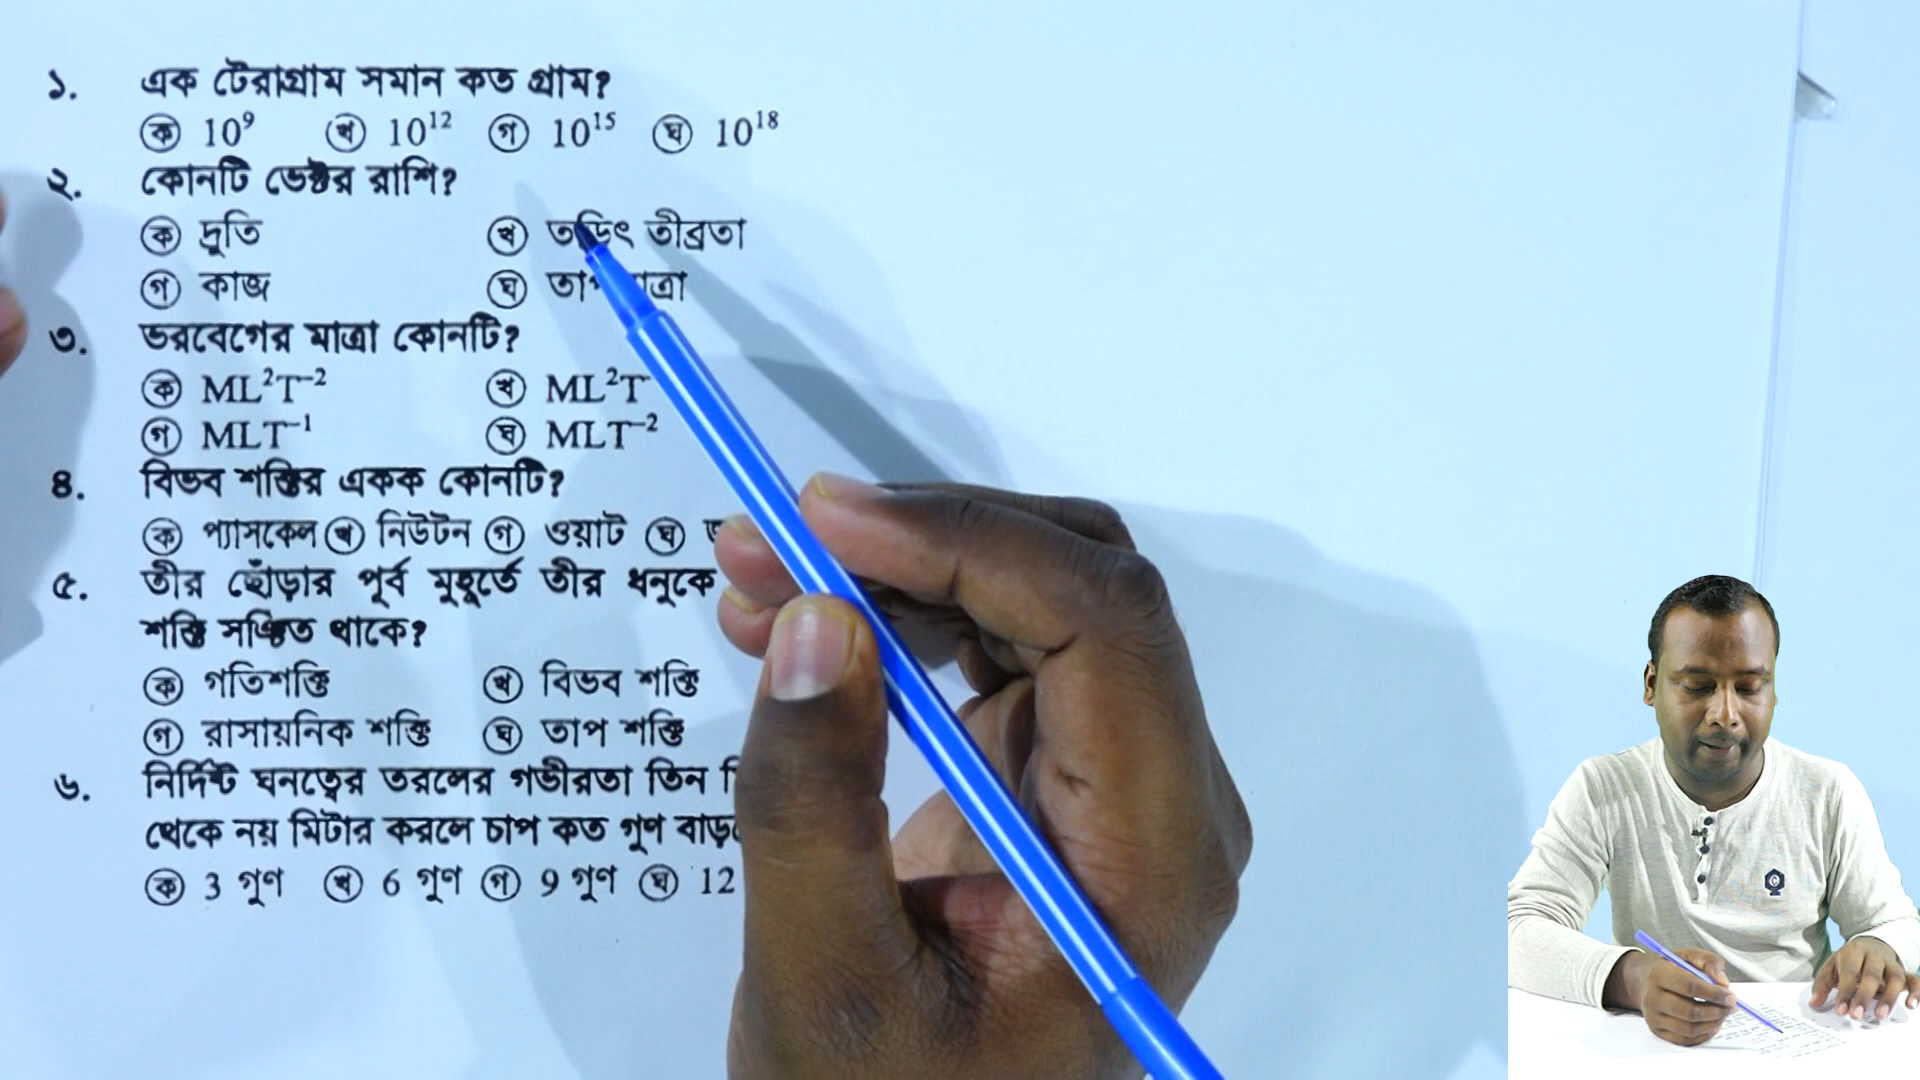 ১. এক টেরাগ্রাম সমান কত গ্রাম?
ক 10⁹ খ 10¹² গ 10¹⁵ ঘ 10¹⁸
২. কোনটি ভেক্টর রাশি?
ক দ্রুতি খ তড়িৎ তীব্রতা
গ কাজ ঘ
৩. ভরবেগের মাত্রা কোনটি?
ক ML²T⁻² খ ML²T
গ MLT⁻¹ ঘ MLT⁻²
৪. বিভব শক্তির একক কোনটি?
ক প্যাসকেল খ নিউটন গ ওয়াট ঘ
৫. তীর ছোঁড়ার পূর্ব মুহূর্তে তীর ধনুকে
শক্তি সঞ্চিত থাকে?
ক গতিশক্তি খ বিভব শক্তি
গ রাসায়নিক শক্তি ঘ তাপ শক্তি
৬. নির্দিষ্ট ঘনত্বের তরলের গভীরতা তিন
থেকে নয় মিটার করলে চাপ কত গুণ
ক 3 গুণ খ 6 গুণ গ 9 গুণ ঘ 12